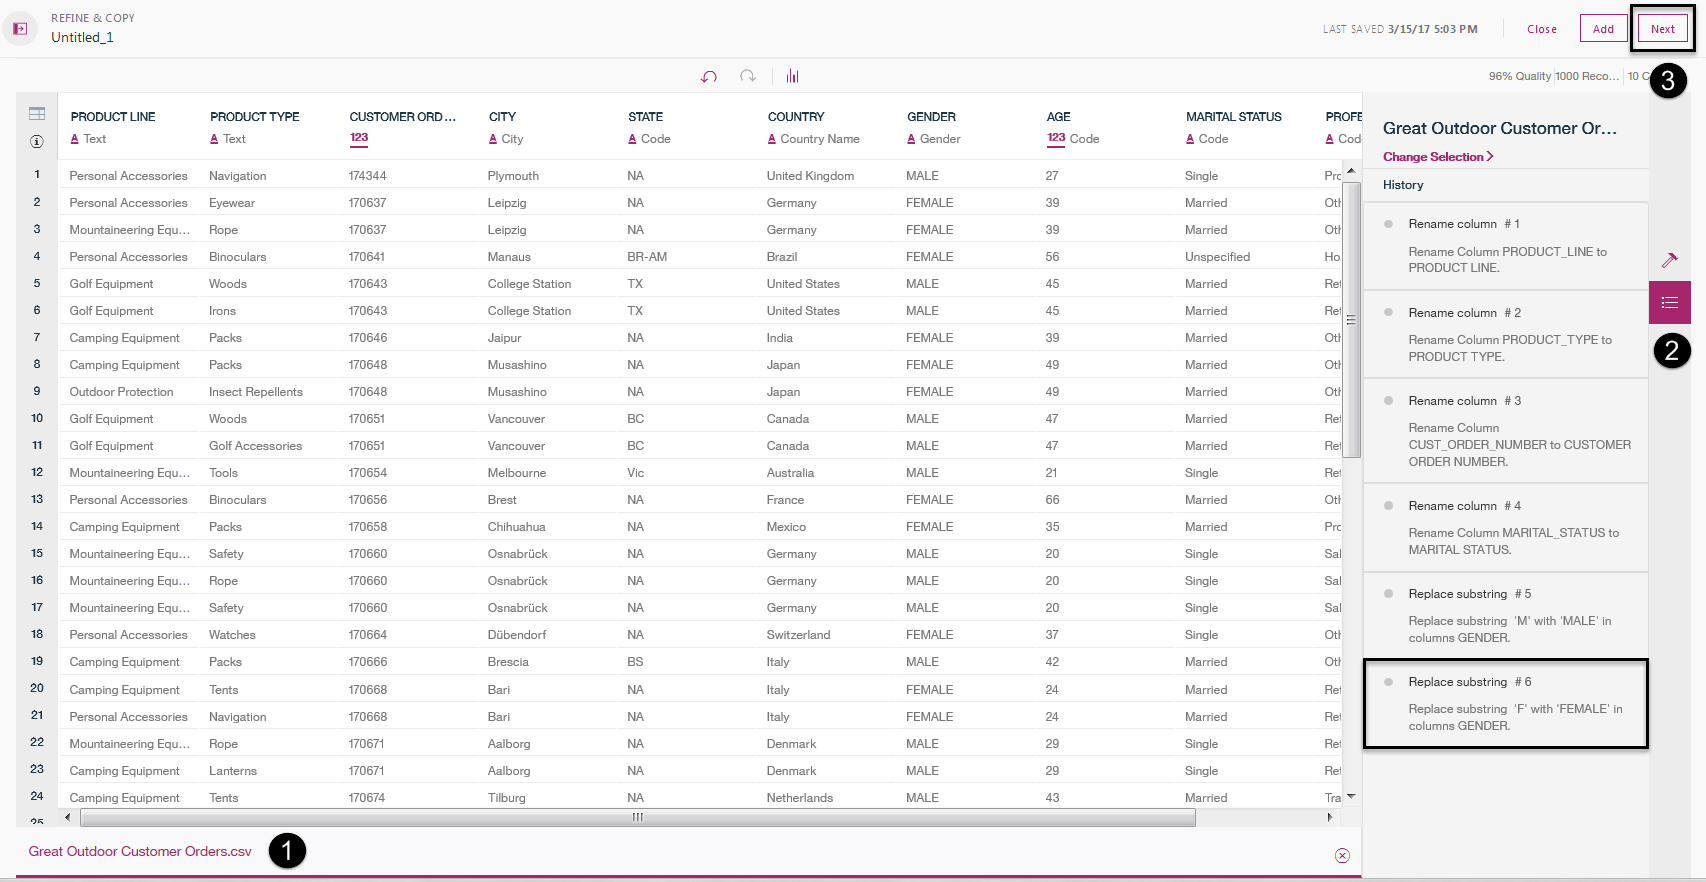 REFINE & COPY
Untitled_1
LAST SAVED 3/15/17 5:03 PM Close Add Next
96% Quality 1000 Reco... 10 C
3
PRODUCT LINE PRODUCT TYPE CUSTOMER ORD... CITY STATE COUNTRY GENDER AGE MARITAL STATUS PROFE
A Text A Text 123 A City A Code A Country Name A Gender 123 Code A Code A Cod
1 Personal Accessories Navigation 174344 Plymouth NA United Kingdom MALE 27 Single Pro
2 Personal Accessories Eyewear 170637 Leipzig NA Germany FEMALE 39 Married Oth
3 Mountaineering Equ... Rope 170637 Leipzig NA Germany FEMALE 39 Married Oth
4 Personal Accessories Binoculars 170641 Manaus BR-AM Brazil FEMALE 56 Unspecified Ho
5 Golf Equipment Woods 170643 College Station TX United States MALE 45 Married Ret
6 Golf Equipment Irons 170643 College Station TX United States MALE 45 Married Ret
7 Camping Equipment Packs 170646 Jaipur NA India FEMALE 39 Married Oth
8 Camping Equipment Packs 170648 Musashino NA Japan FEMALE 49 Married Oth
9 Outdoor Protection Insect Repellents 170648 Musashino NA Japan FEMALE 49 Married Oth
10 Golf Equipment Woods 170651 Vancouver BC Canada MALE 47 Married Ret
11 Golf Equipment Golf Accessories 170651 Vancouver BC Canada MALE 47 Married Ret
12 Mountaineering Equ... Tools 170654 Melbourne Vic Australia MALE 21 Single Ret
13 Personal Accessories Binoculars 170656 Brest NA France FEMALE 66 Married Oth
14 Camping Equipment Packs 170658 Chihuahua NA Mexico FEMALE 35 Married Pro
15 Mountaineering Equ... Safety 170660 Osnabrück NA Germany MALE 20 Single Sal
16 Mountaineering Equ... Rope 170660 Osnabrück NA Germany MALE 20 Single Sal
17 Mountaineering Equ... Safety 170660 Osnabrück NA Germany MALE 20 Single Sal
18 Personal Accessories Watches 170664 Dübendorf NA Switzerland FEMALE 37 Single Oth
19 Camping Equipment Packs 170666 Brescia BS Italy MALE 42 Married Oth
20 Camping Equipment Tents 170668 Bari NA Italy FEMALE 24 Married Ret
21 Personal Accessories Navigation 170668 Bari NA Italy FEMALE 24 Married Ret
22 Mountaineering Equ... Rope 170671 Aalborg NA Denmark MALE 29 Single Ret
23 Camping Equipment Lanterns 170671 Aalborg NA Denmark MALE 29 Single Ret
24 Camping Equipment Tents 170674 Tilburg NA Netherlands MALE 43 Married Tra
25
Great Outdoor Customer Orders.csv 1
Great Outdoor Customer Or...
Change Selection
History
Rename column # 1
Rename Column PRODUCT_LINE to
PRODUCT LINE.
Rename column # 2
Rename Column PRODUCT_TYPE to
PRODUCT TYPE.
2
Rename column # 3
Rename Column
CUST_ORDER_NUMBER to CUSTOMER
ORDER NUMBER.
Rename column # 4
Rename Column MARITAL_STATUS to
MARITAL STATUS.
Replace substring # 5
Replace substring 'M' with 'MALE' in
columns GENDER.
Replace substring # 6
Replace substring 'F' with 'FEMALE' in
columns GENDER.